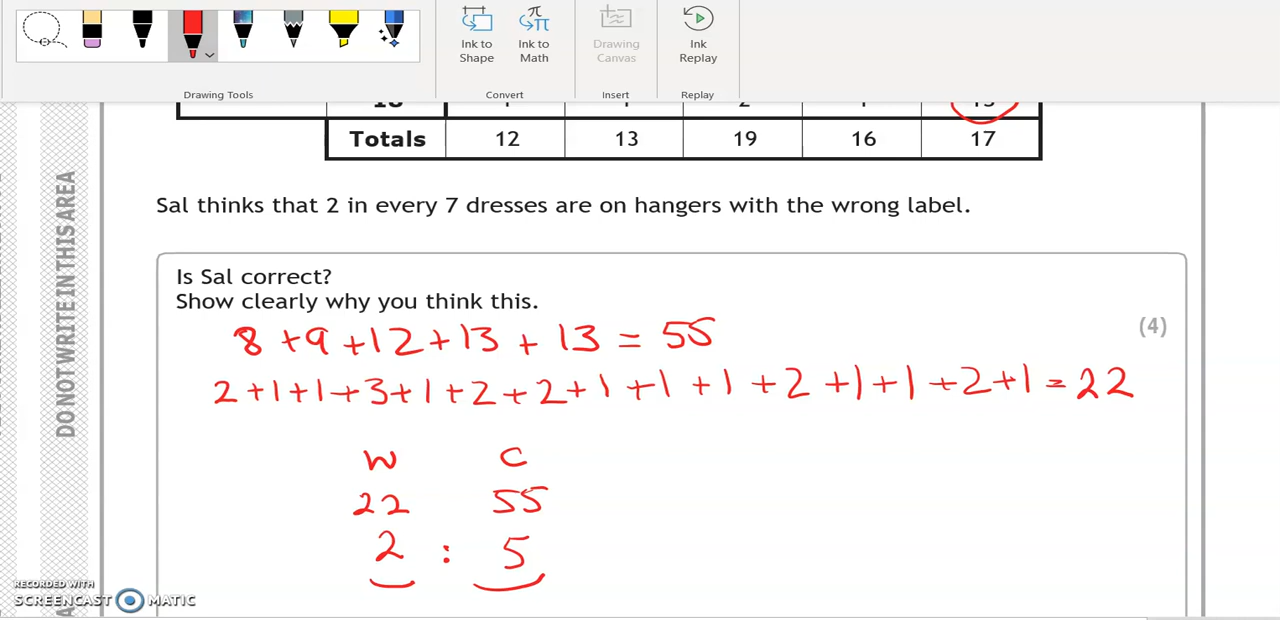 Ink to Shape
Ink to Math
Drawing Canvas
Ink Replay
Drawing Tools
Convert
Insert
Replay
Totals 12 13 19 16 17
DO NOT WRITE IN THIS AREA
Sal thinks that 2 in every 7 dresses are on hangers with the wrong label.
Is Sal correct?
Show clearly why you think this.
(4)
8 + 9 + 12 + 13 + 13 = 55
2 + 1 + 1 + 3 + 1 + 2 + 2 + 1 + 1 + 1 + 2 + 1 + 1 + 2 + 1 = 22
W C
22 55
2 : 5
RECORDED WITH
SCREENCAST MATIC